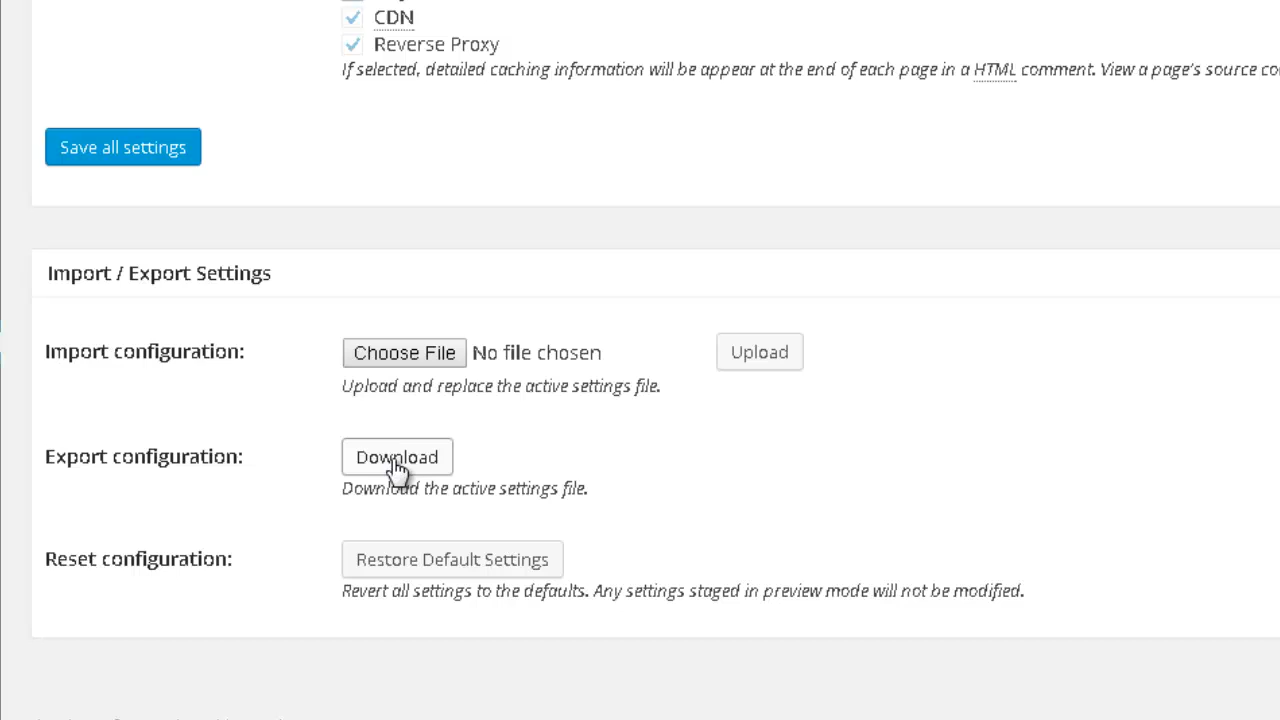 CDN
Reverse Proxy
If selected, detailed caching information will be appear at the end of each page in a HTML comment. View a page's source
Save all settings
Import / Export Settings
Import configuration:
Choose File No file chosen Upload
Upload and replace the active settings file.
Export configuration:
Download
Download the active settings file.
Reset configuration:
Restore Default Settings
Revert all settings to the defaults. Any settings staged in preview mode will not be modified.